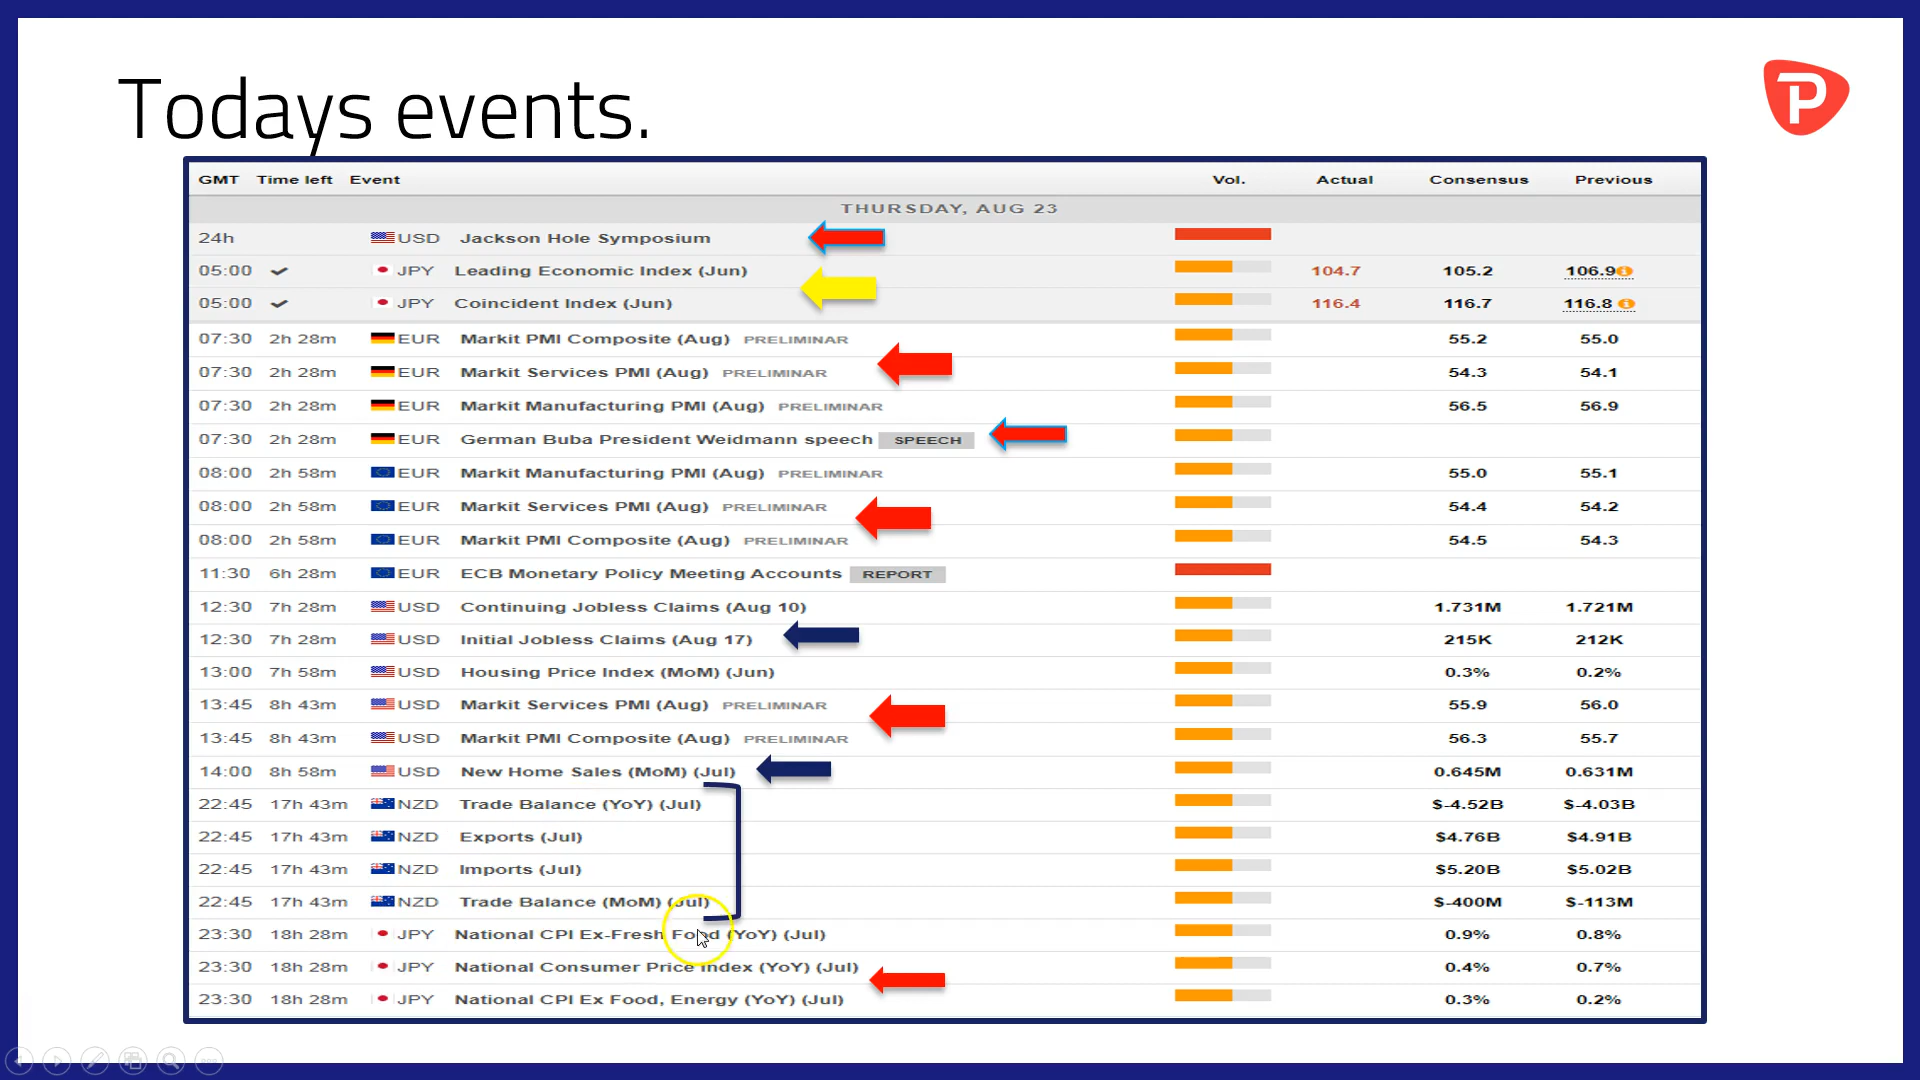 Todays events.
P
GMT Time left Event Vol. Actual Consensus Previous
THURSDAY, AUG 23
24h USD Jackson Hole Symposium
05:00 JPY Leading Economic Index (Jun) 104.7 105.2 106.9
05:00 JPY Coincident Index (Jun) 116.4 116.7 116.8
07:30 2h 28m EUR Markit PMI Composite (Aug) PRELIMINAR 55.2 55.0
07:30 2h 28m EUR Markit Services PMI (Aug) PRELIMINAR 54.3 54.1
07:30 2h 28m EUR Markit Manufacturing PMI (Aug) PRELIMINAR 56.5 56.9
07:30 2h 28m EUR German Buba President Weidmann speech SPEECH
08:00 2h 58m EUR Markit Manufacturing PMI (Aug) PRELIMINAR 55.0 55.1
08:00 2h 58m EUR Markit Services PMI (Aug) PRELIMINAR 54.4 54.2
08:00 2h 58m EUR Markit PMI Composite (Aug) PRELIMINAR 54.5 54.3
11:30 6h 28m EUR ECB Monetary Policy Meeting Accounts REPORT
12:30 7h 28m USD Continuing Jobless Claims (Aug 10) 1.731M 1.721M
12:30 7h 28m USD Initial Jobless Claims (Aug 17) 215K 212K
13:00 7h 58m USD Housing Price Index (MoM) (Jun) 0.3% 0.2%
13:45 8h 43m USD Markit Services PMI (Aug) PRELIMINAR 55.9 56.0
13:45 8h 43m USD Markit PMI Composite (Aug) PRELIMINAR 56.3 55.7
14:00 8h 58m USD New Home Sales (MoM) (Jul) 0.645M 0.631M
22:45 17h 43m NZD Trade Balance (YoY) (Jul) $-4.52B $-4.03B
22:45 17h 43m NZD Exports (Jul) $4.76B $4.91B
22:45 17h 43m NZD Imports (Jul) $5.20B $5.02B
22:45 17h 43m NZD Trade Balance (MoM) (Jul) $-400M $-113M
23:30 18h 28m JPY National CPI Ex-Fresh Food (YoY) (Jul) 0.9% 0.8%
23:30 18h 28m JPY National Consumer Price Index (YoY) (Jul) 0.4% 0.7%
23:30 18h 28m JPY National CPI Ex Food, Energy (YoY) (Jul) 0.3% 0.2%